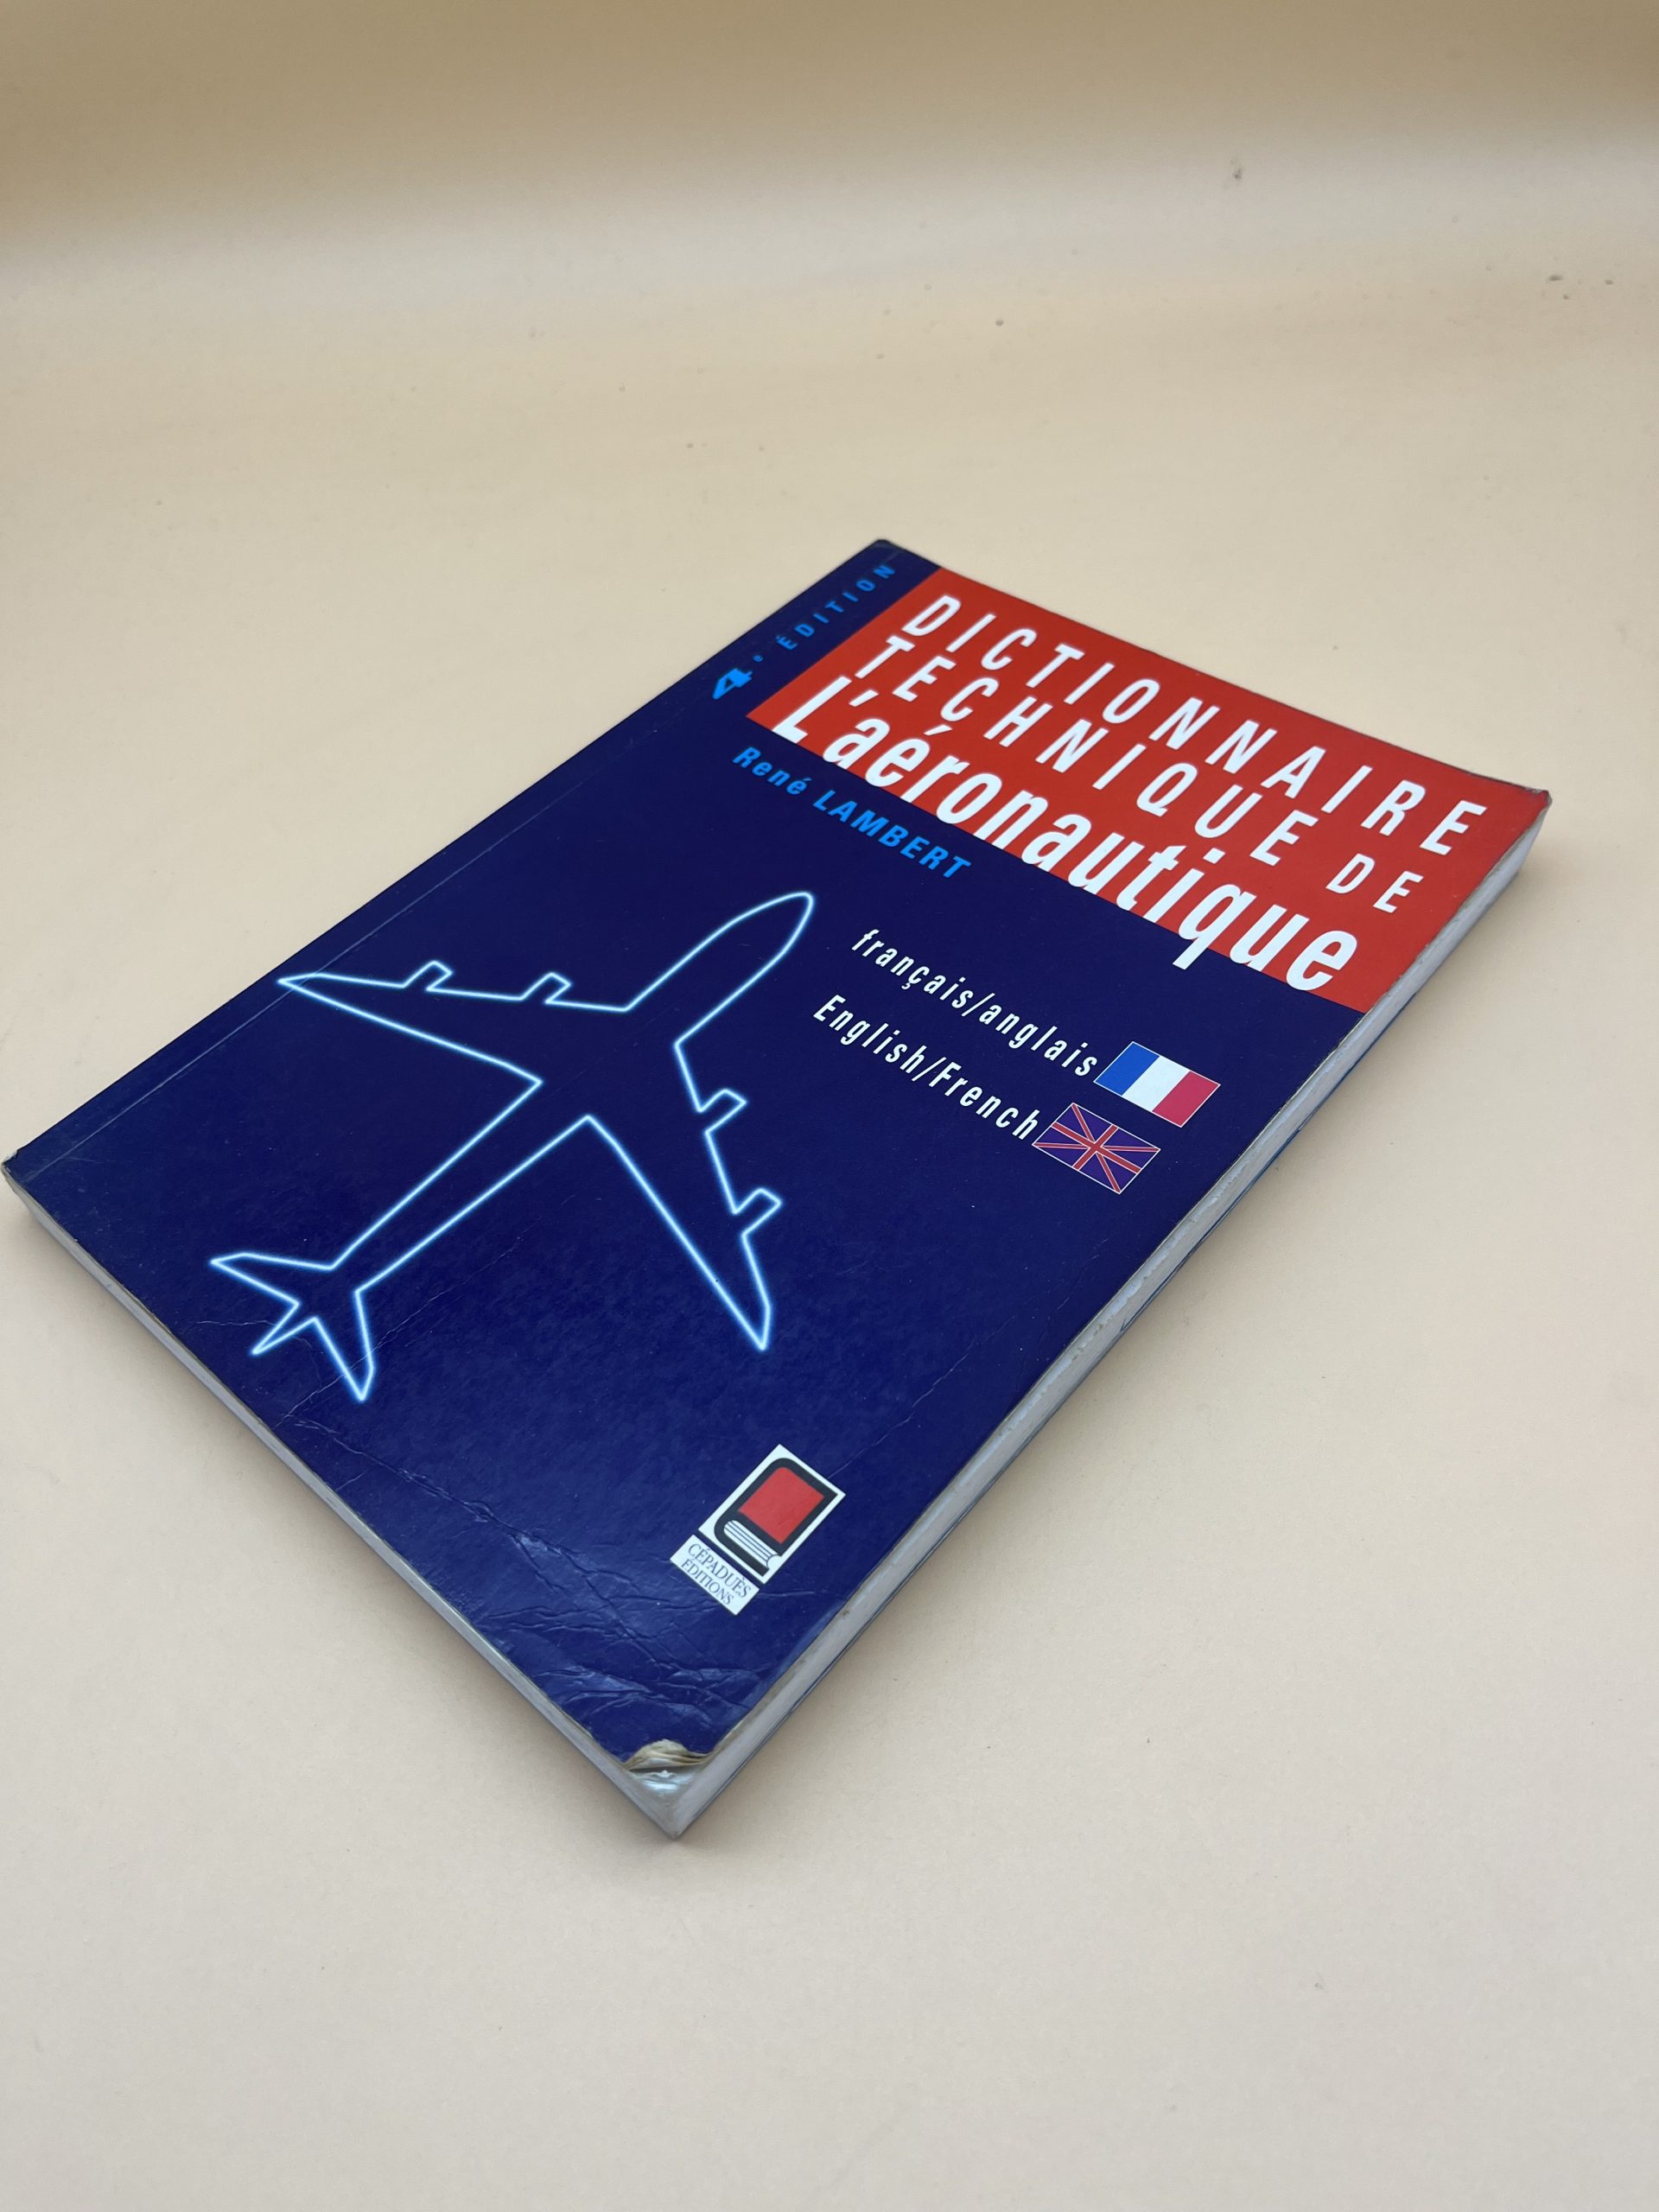 4e ÉDITION
DICTIONNAIRE
TECHNIQUE DE
L'aéronautique
René LAMBERT
français/anglais
English/French
CÉPADUÈS
ÉDITIONS